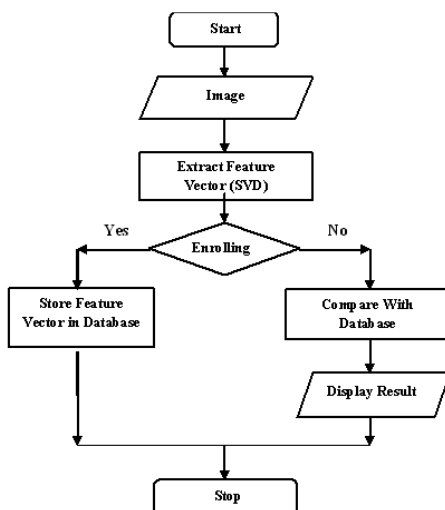 Start
Image
Extract Feature
Vector (SVD)
Yes
Enrolling
No
Store Feature
Vector in Database
Compare With
Database
Display Result
Stop